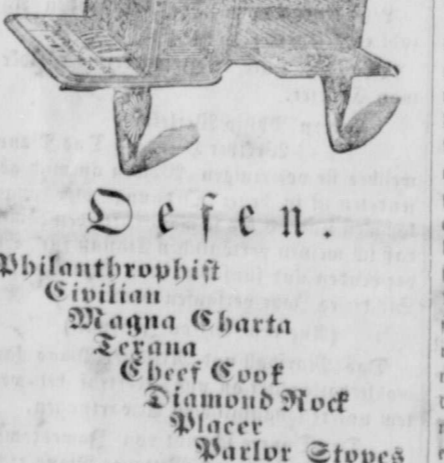 Oefen.
Philanthrophist
Civilian
Magna Charta
Texana
Cheef Cook
Diamond Rock
Placer
Parlor Stoves